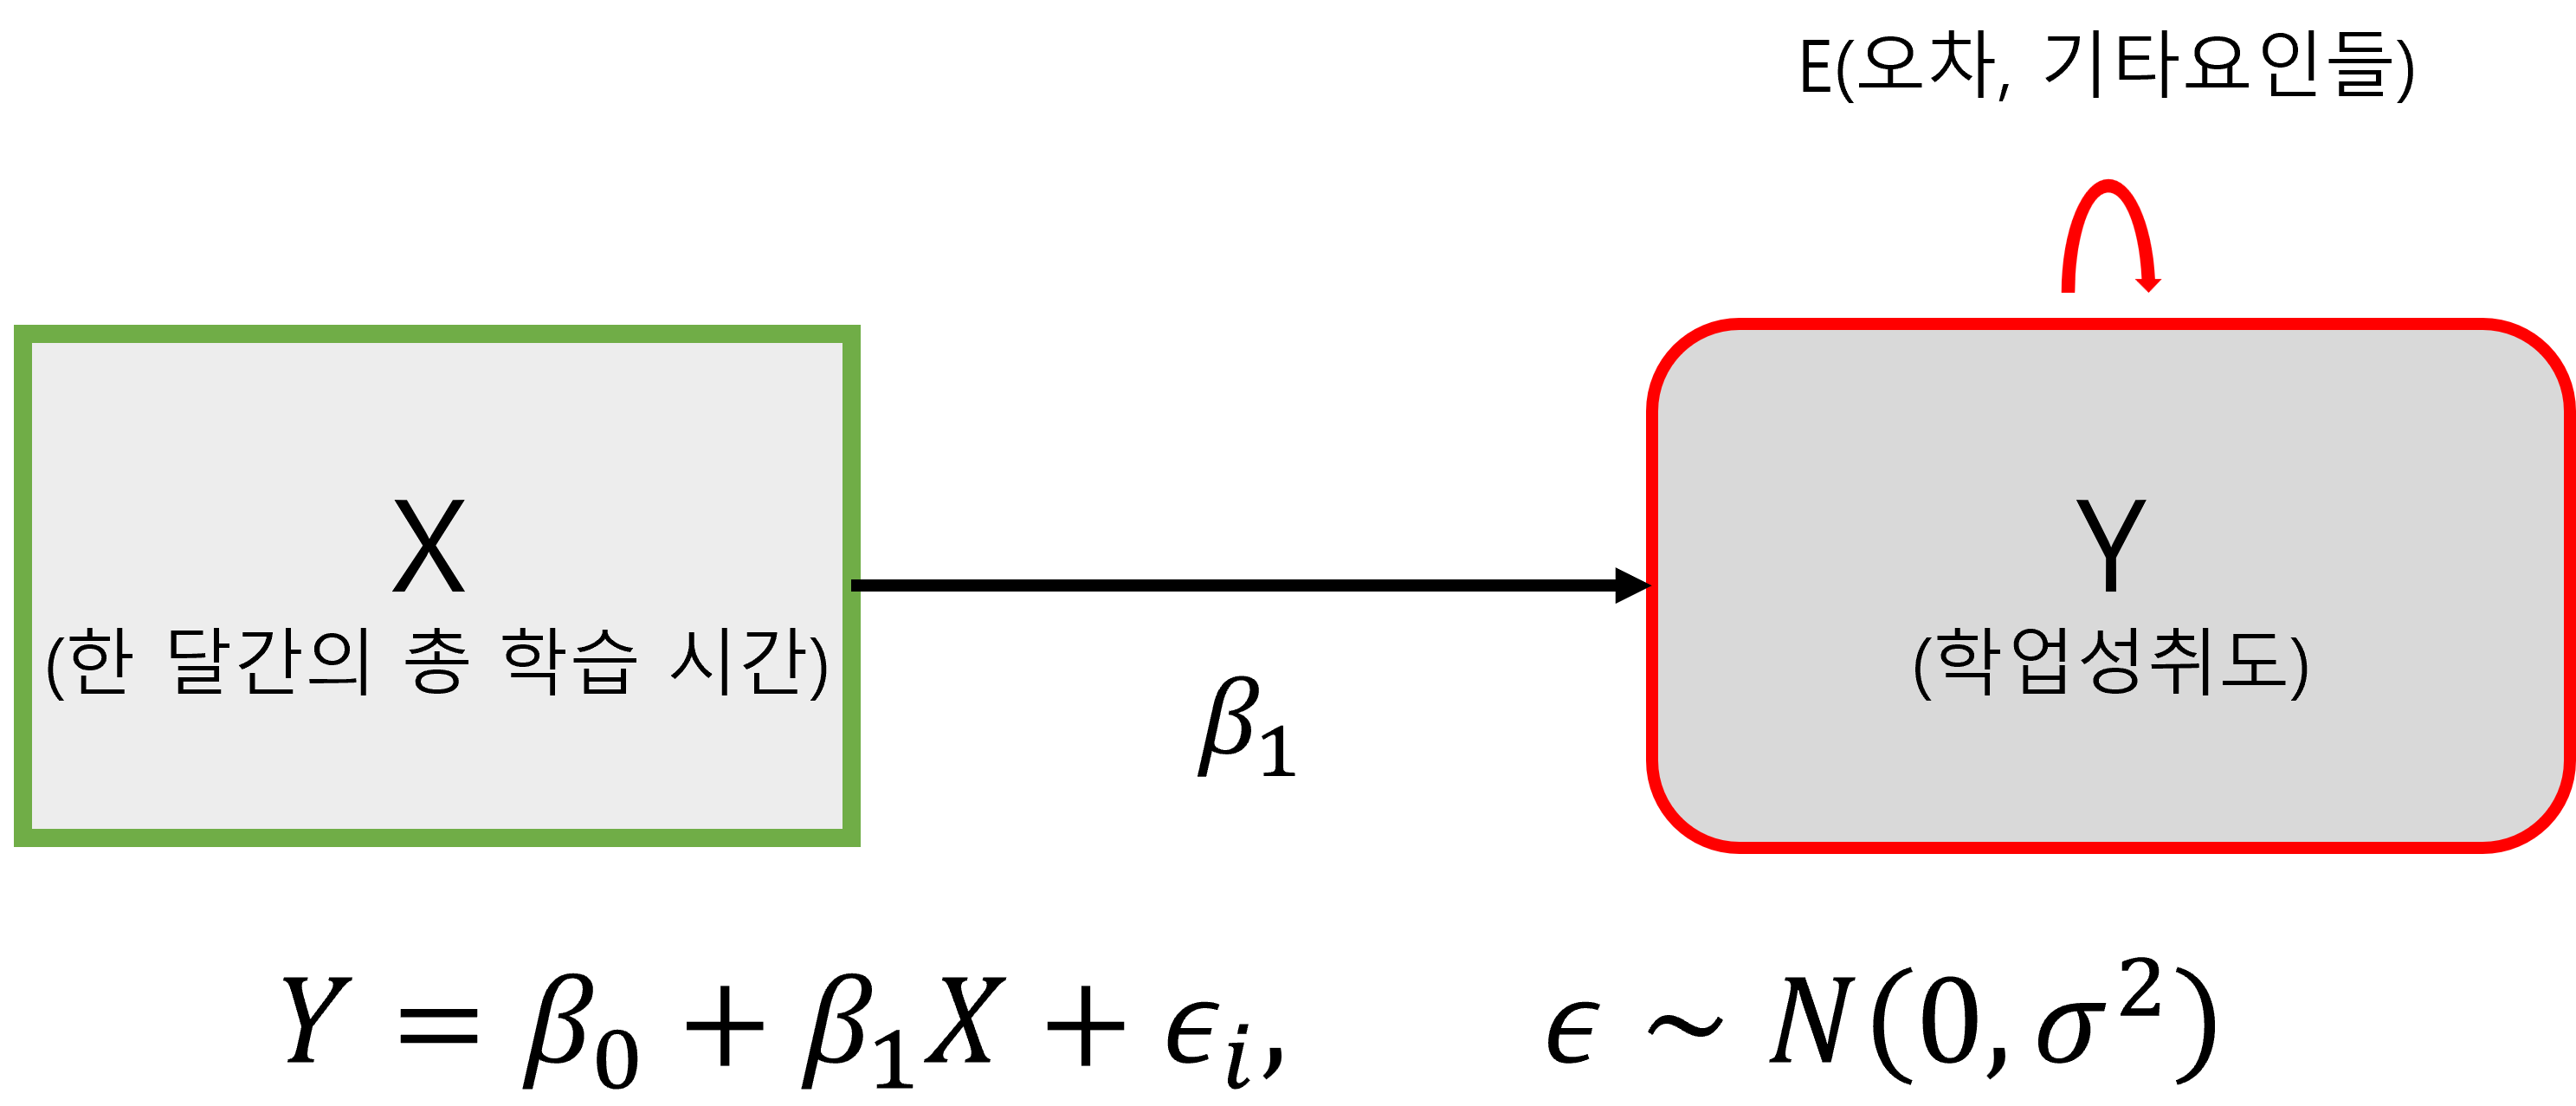 E(오차, 기타요인들)
X
(한 달간의 총 학습 시간)
Y
(학업성취도)
β₁
Y = β₀ + β₁X + ϵᵢ, ϵ ~ N(0, σ²)